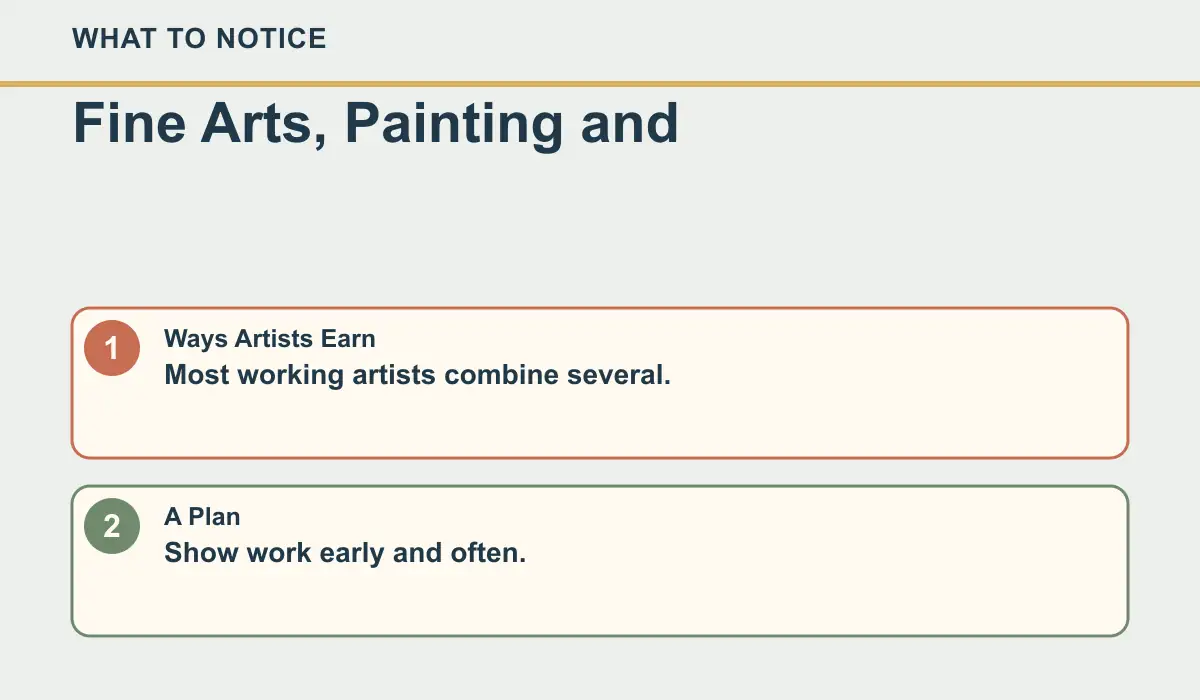 WHAT TO NOTICE
Fine Arts, Painting and
1
Ways Artists Earn
Most working artists combine several.
2
A Plan
Show work early and often.